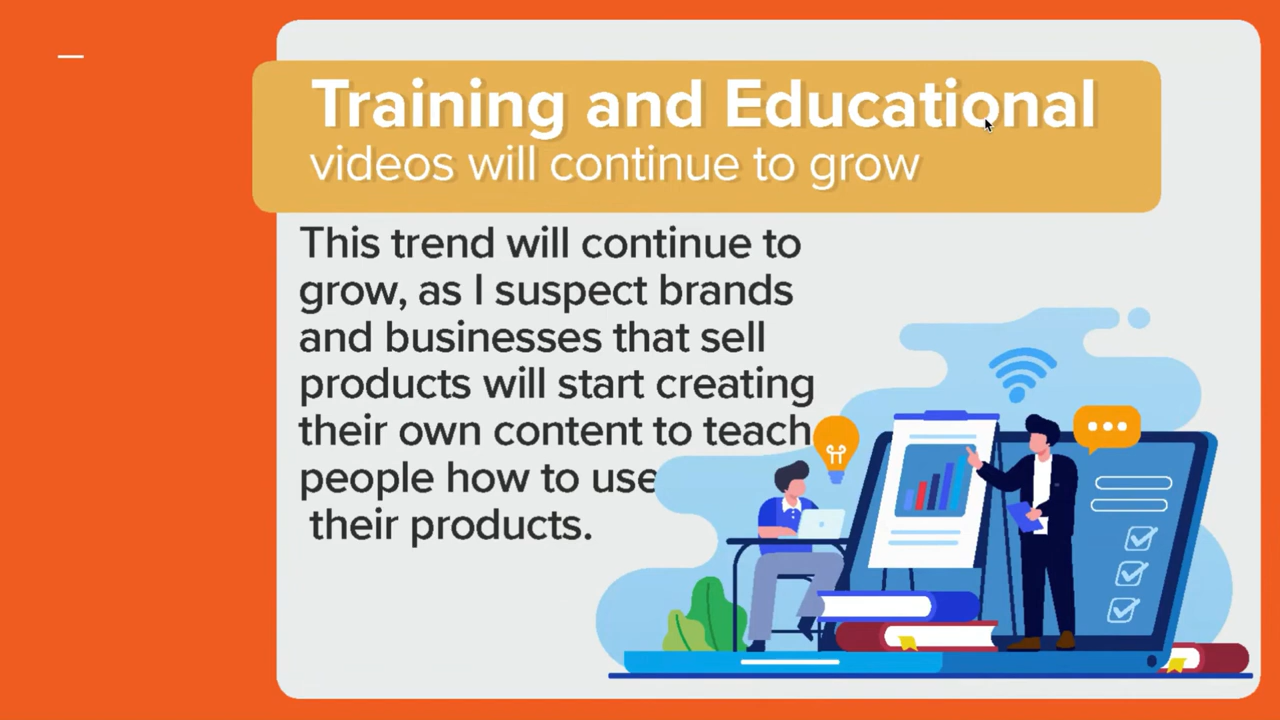 Training and Educational
videos will continue to grow
This trend will continue to
grow, as I suspect brands
and businesses that sell
products will start creating
their own content to teach
people how to use
their products.